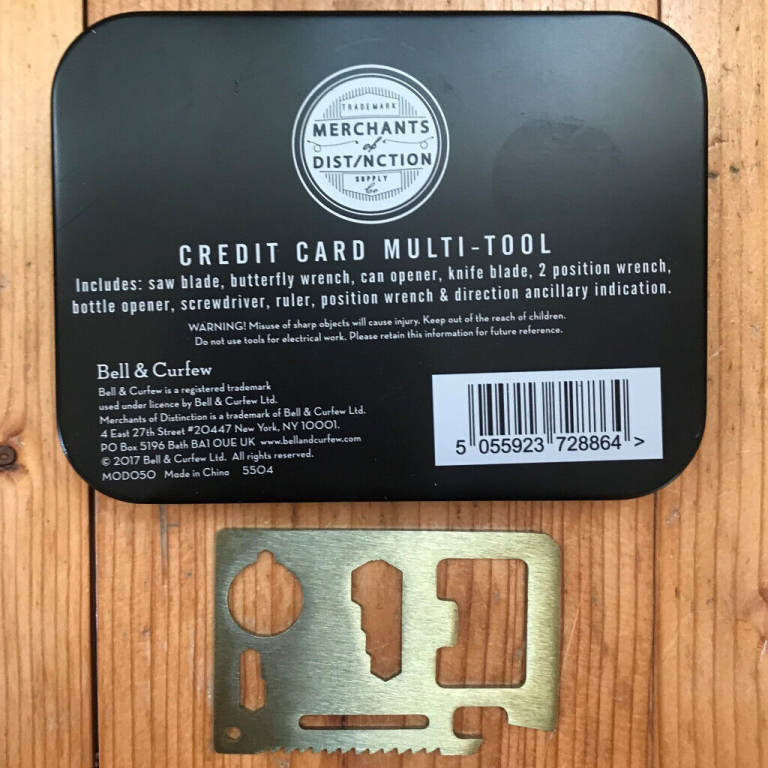 TRADEMARK
MERCHANTS
of
DIST/NCTION
SUPPLY
Co.
CREDIT CARD MULTI-TOOL
Includes: saw blade, butterfly wrench, can opener, knife blade, 2 position wrench,
bottle opener, screwdriver, ruler, position wrench & direction ancillary indication.
WARNING! Misuse of sharp objects will cause injury. Keep out of the reach of children.
Do not use tools for electrical work. Please retain this information for future reference.
Bell & Curfew
Bell & Curfew is a registered trademark
used under licence by Bell & Curfew Ltd.
Merchants of Distinction is a trademark of Bell & Curfew Ltd.
4 East 27th Street #20447 New York, NY 10001.
PO Box 5196 Bath BA1 OUE UK www.bellandcurfew.com
© 2017 Bell & Curfew Ltd. All rights reserved.
MOD050 Made in China 5504
5 055923 728864 >